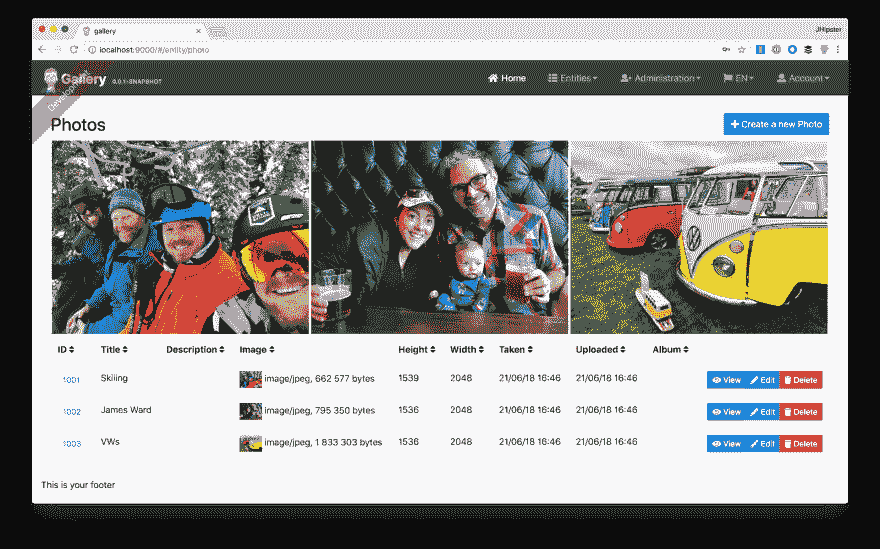 gallery
JHipster
localhost:9000/#/entity/photo
Gallery 0.0.1-SNAPSHOT
Home Entities Administration EN Account
Development
Photos
+ Create a new Photo
ID Title Description Image Height Width Taken Uploaded Album
1001 Skiing image/jpeg, 662 577 bytes 1539 2048 21/06/18 16:46 21/06/18 16:46 View Edit Delete
1002 James Ward image/jpeg, 795 350 bytes 1536 2048 21/06/18 16:46 21/06/18 16:46 View Edit Delete
1003 VWs image/jpeg, 1 833 303 bytes 1536 2048 21/06/18 16:46 21/06/18 16:46 View Edit Delete
This is your footer